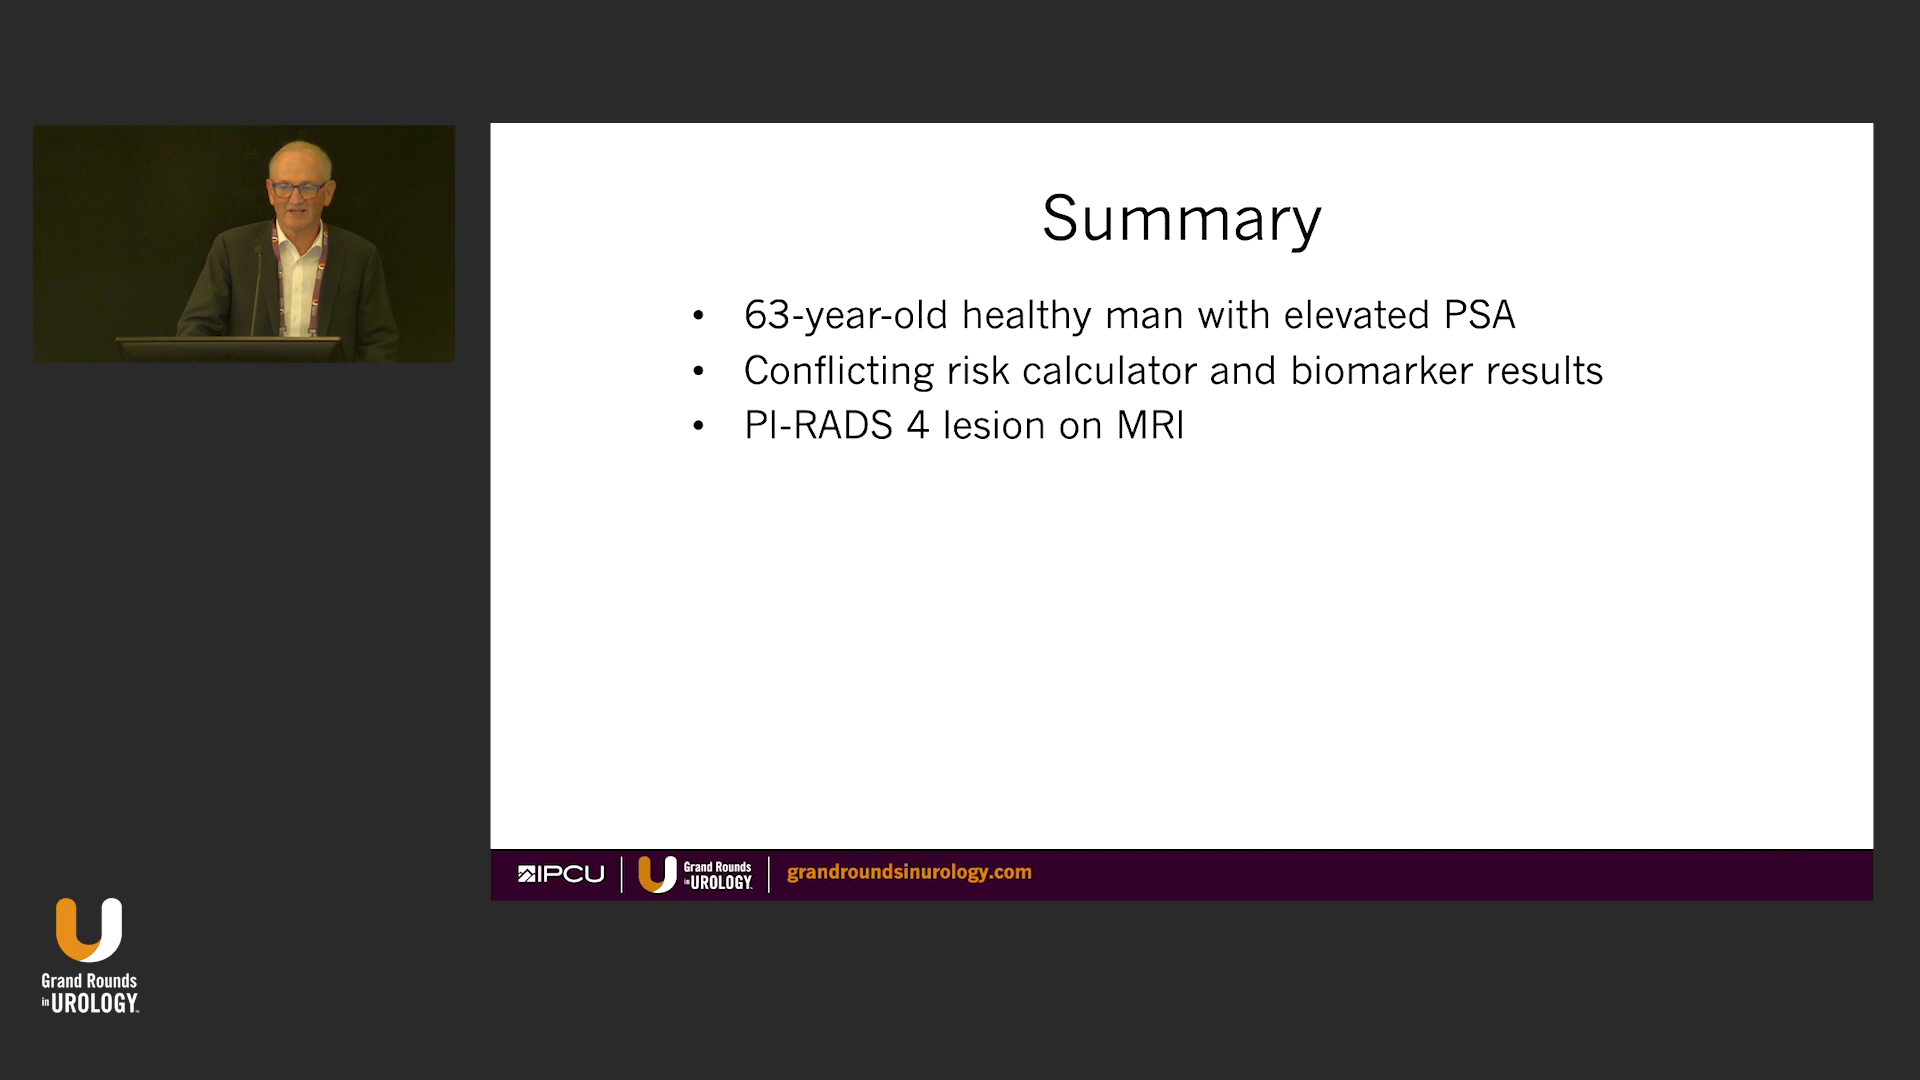 Summary
• 63-year-old healthy man with elevated PSA
• Conflicting risk calculator and biomarker results
• PI-RADS 4 lesion on MRI
IPCU
Grand Rounds
in UROLOGY
grandroundsinurology.com
Grand Rounds
in UROLOGY